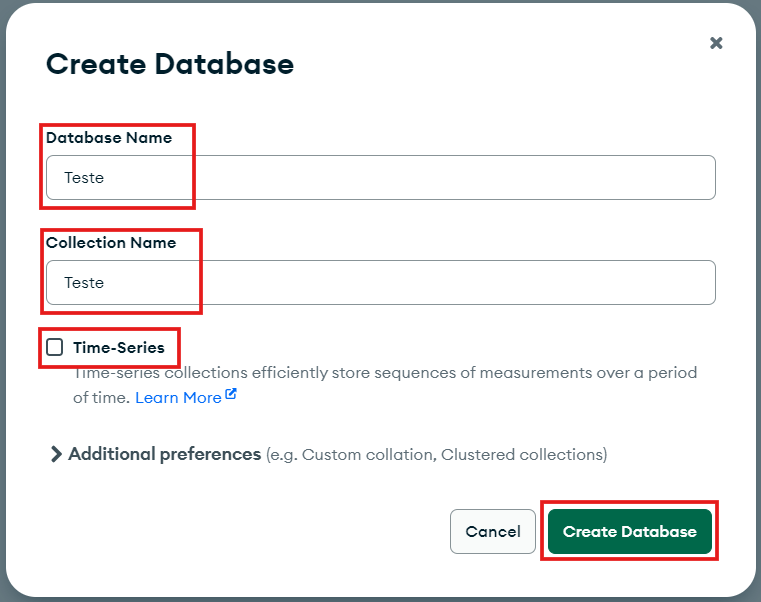 Create Database
Database Name
Teste
Collection Name
Teste
Time-Series
Time-series collections efficiently store sequences of measurements over a period
of time. Learn More
Additional preferences (e.g. Custom collation, Clustered collections)
Cancel
Create Database